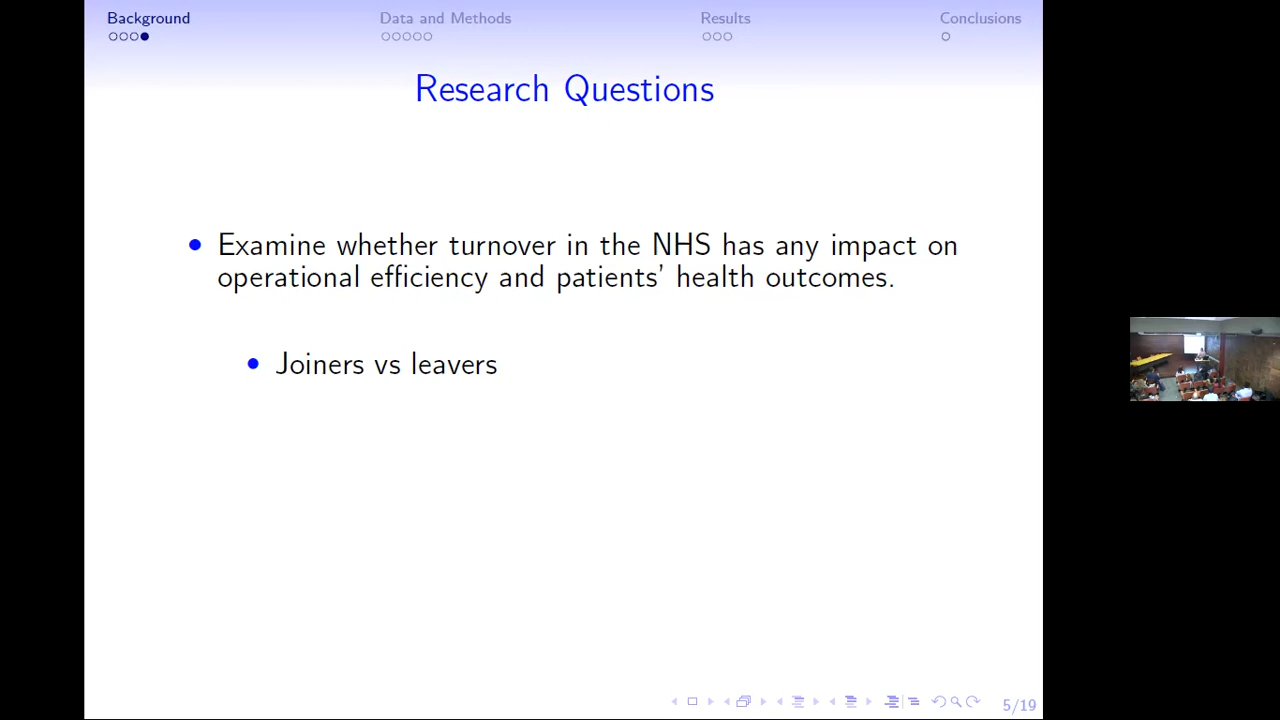 Background
Data and Methods
Results
Conclusions
Research Questions
Examine whether turnover in the NHS has any impact on
operational efficiency and patients' health outcomes.
Joiners vs leavers
5/19